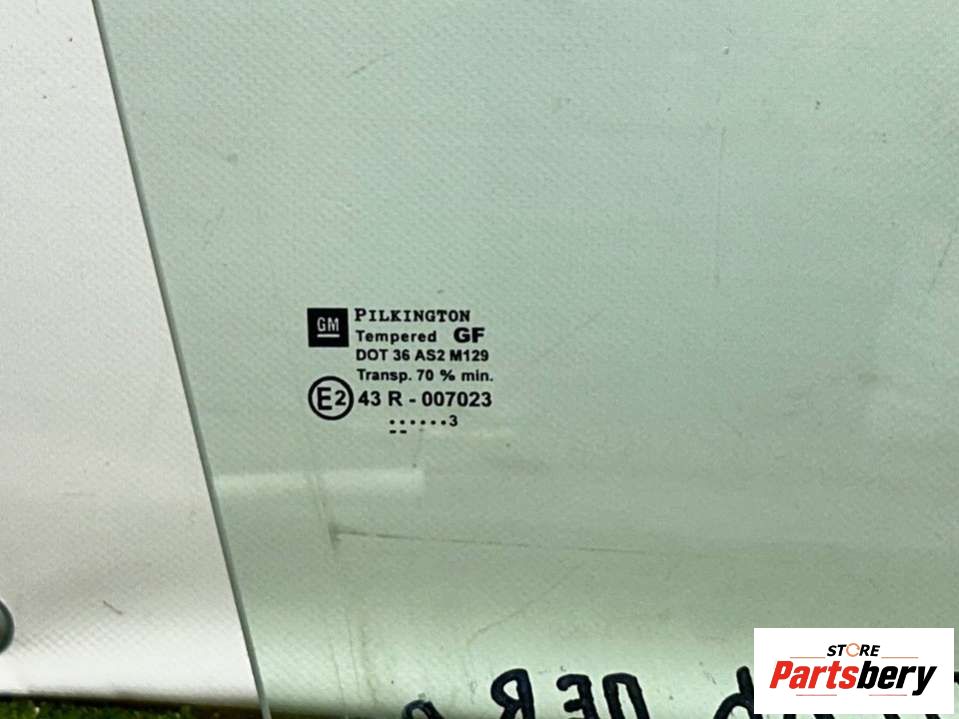 GM
PILKINGTON
Tempered GF
DOT 36 AS2 M129
Transp. 70 % min.
E2 43 R - 007023
••••••3
STORE
Partsbery